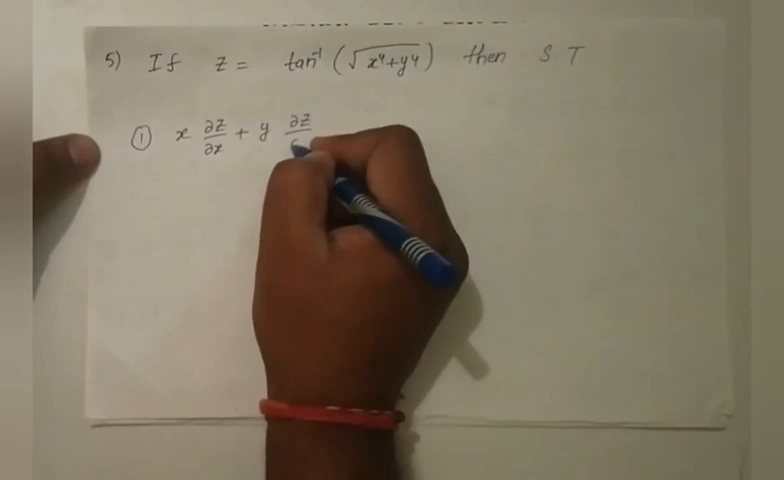 5) If z = tan⁻¹ (√x⁴+y⁴) then S T
① x ∂z/∂x + y ∂z/